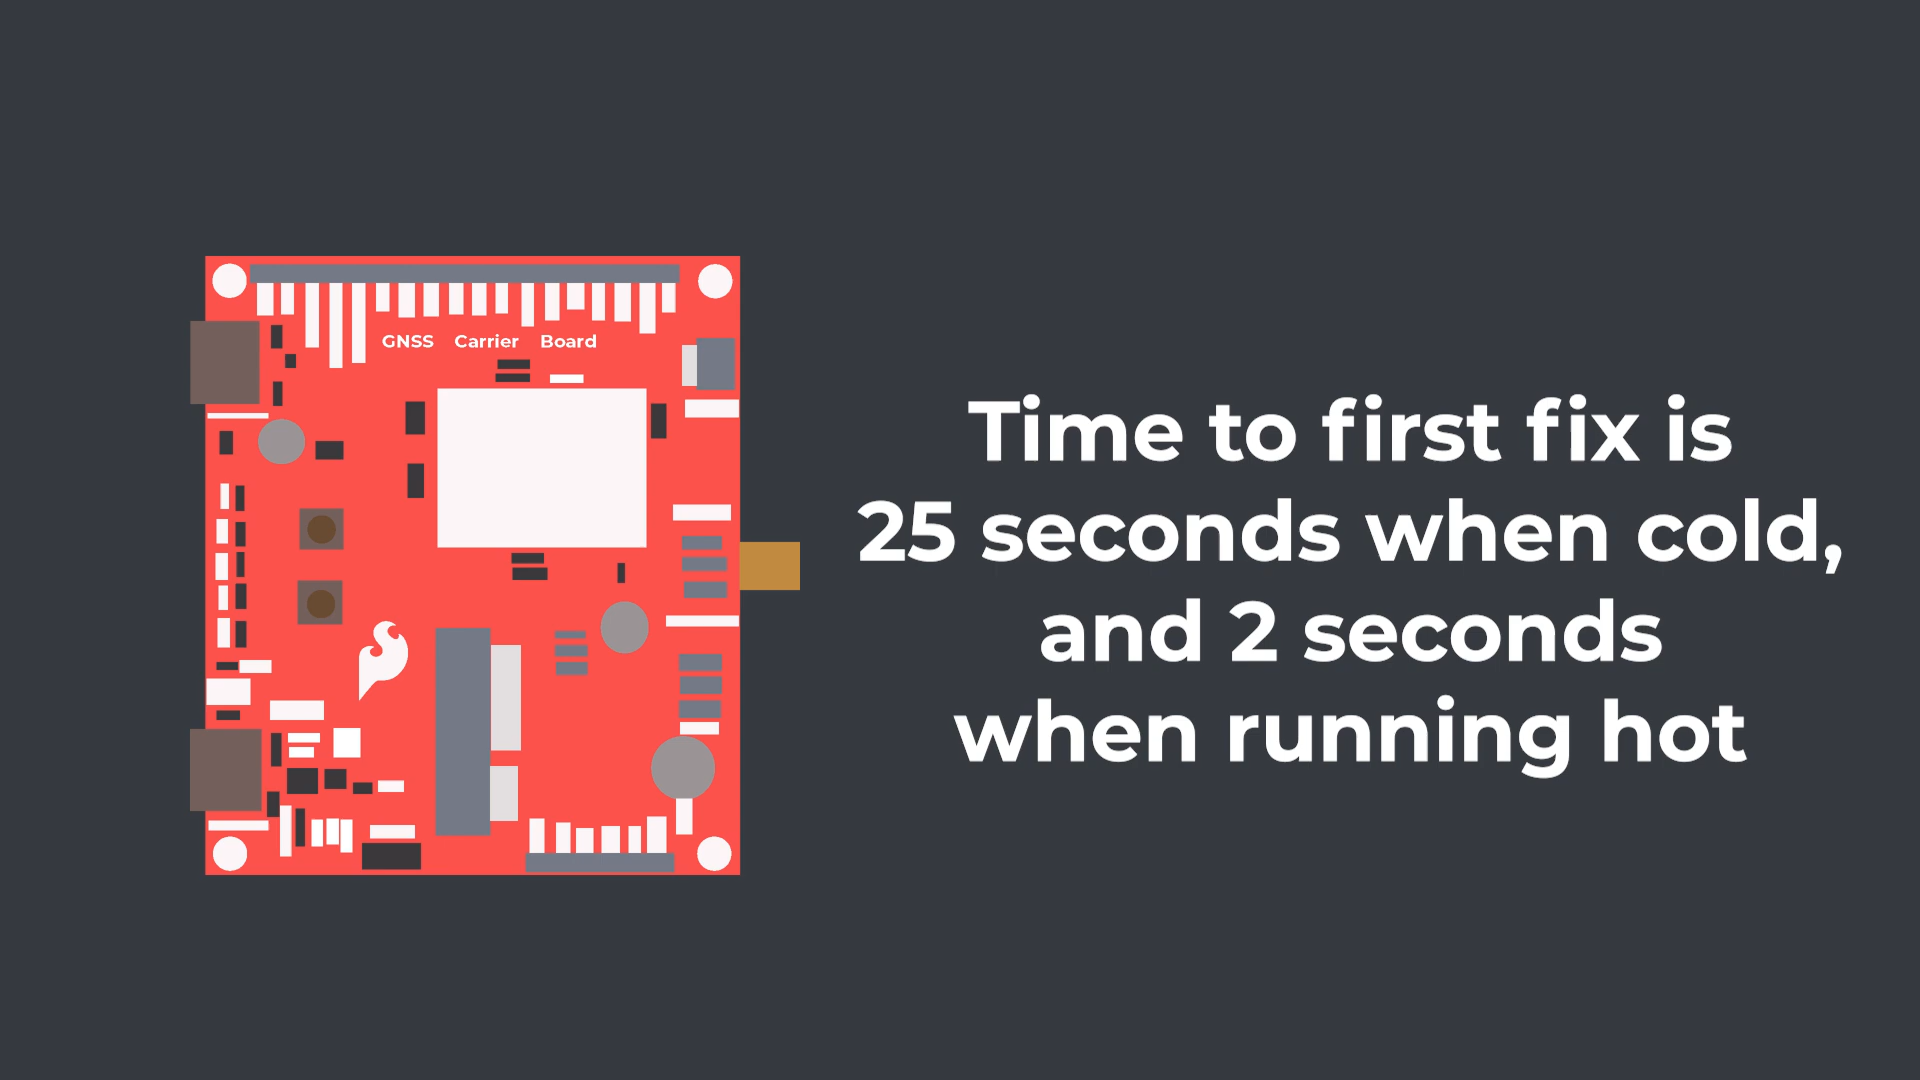 GNSS Carrier Board
Time to first fix is
25 seconds when cold,
and 2 seconds
when running hot